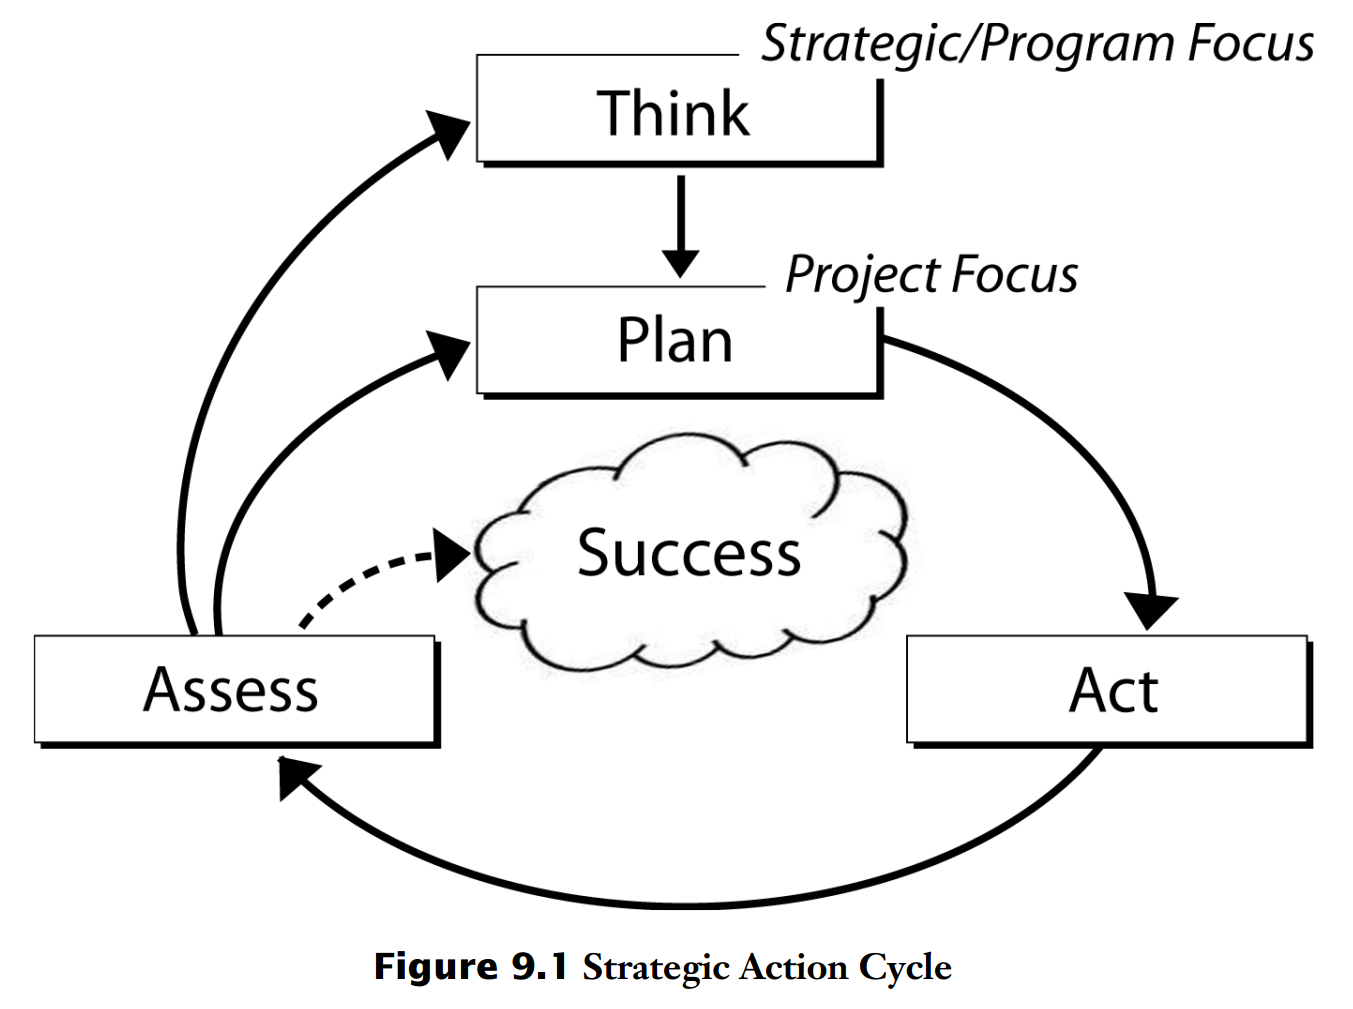 Strategic/Program Focus
Think
Project Focus
Plan
Success
Assess
Act
Figure 9.1 Strategic Action Cycle